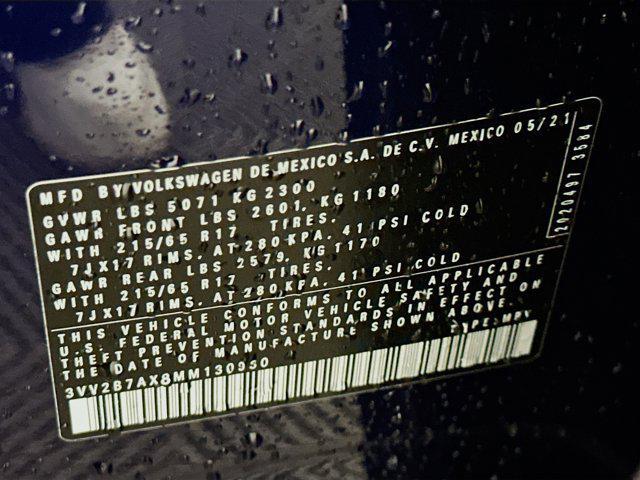 MFD BY/VOLKSWAGEN DE MEXICO S.A. DE C.V. MEXICO 05/21
GVWR LBS 5071 KG 2300
GAWR FRONT LBS 2601, KG 1180
WITH 215/65 R17 TIRES.
7JX17 RIMS. AT 280 KPA. 41 PSI COLD
GAWR REAR LBS 2579, KG 1170
WITH 215/65 R17 TIRES.
7JX17 RIMS. AT 280 KPA. 41 PSI COLD
THIS VEHICLE CONFORMS TO ALL APPLICABLE
U.S. FEDERAL MOTOR VEHICLE SAFETY AND
THEFT PREVENTION STANDARDS IN EFFECT ON
THE DATE OF MANUFACTURE SHOWN ABOVE.
3VV2B7AX8MM130950 TYPE: MPV
2020497 3584